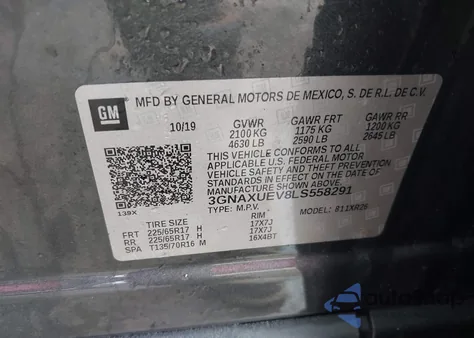 GM
MFD BY GENERAL MOTORS DE MEXICO, S. DE R.L. DE C.V.
10/19 GVWR GAWR FRT GAWR RR
2100 KG 1175 KG 1200 KG
4630 LB 2590 LB 2645 LB
THIS VEHICLE CONFORMS TO ALL
APPLICABLE U.S. FEDERAL MOTOR
VEHICLE SAFETY AND THEFT PREVENTION
STANDARDS IN EFFECT ON THE DATE OF
MANUFACTURE SHOWN ABOVE.
3GNAXUEV8LS558291
139X TYPE: M.P.V. MODEL: 811XR26
TIRE SIZE RIM
FRT 225/65R17 H 17X7J
RR 225/65R17 H 17X7J
SPA T135/70R16 M 16X4BT